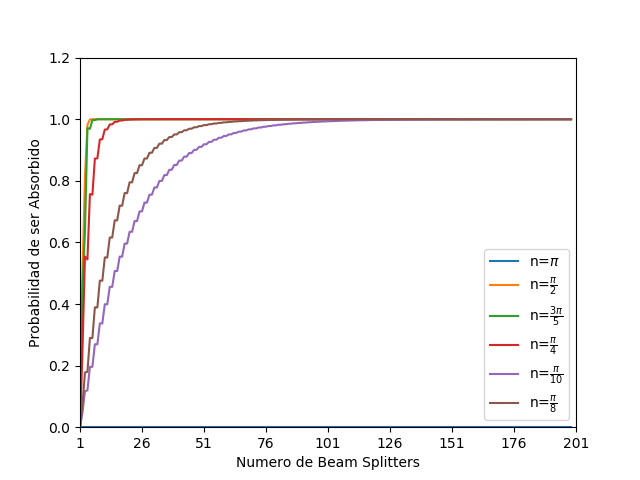 1.2
1.0
0.8
0.6
0.4
0.2
0.0
Probabilidad de ser Absorbido
n=π
n=π/2
n=3π/5
n=π/4
n=π/10
n=π/8
1 26 51 76 101 126 151 176 201
Numero de Beam Splitters